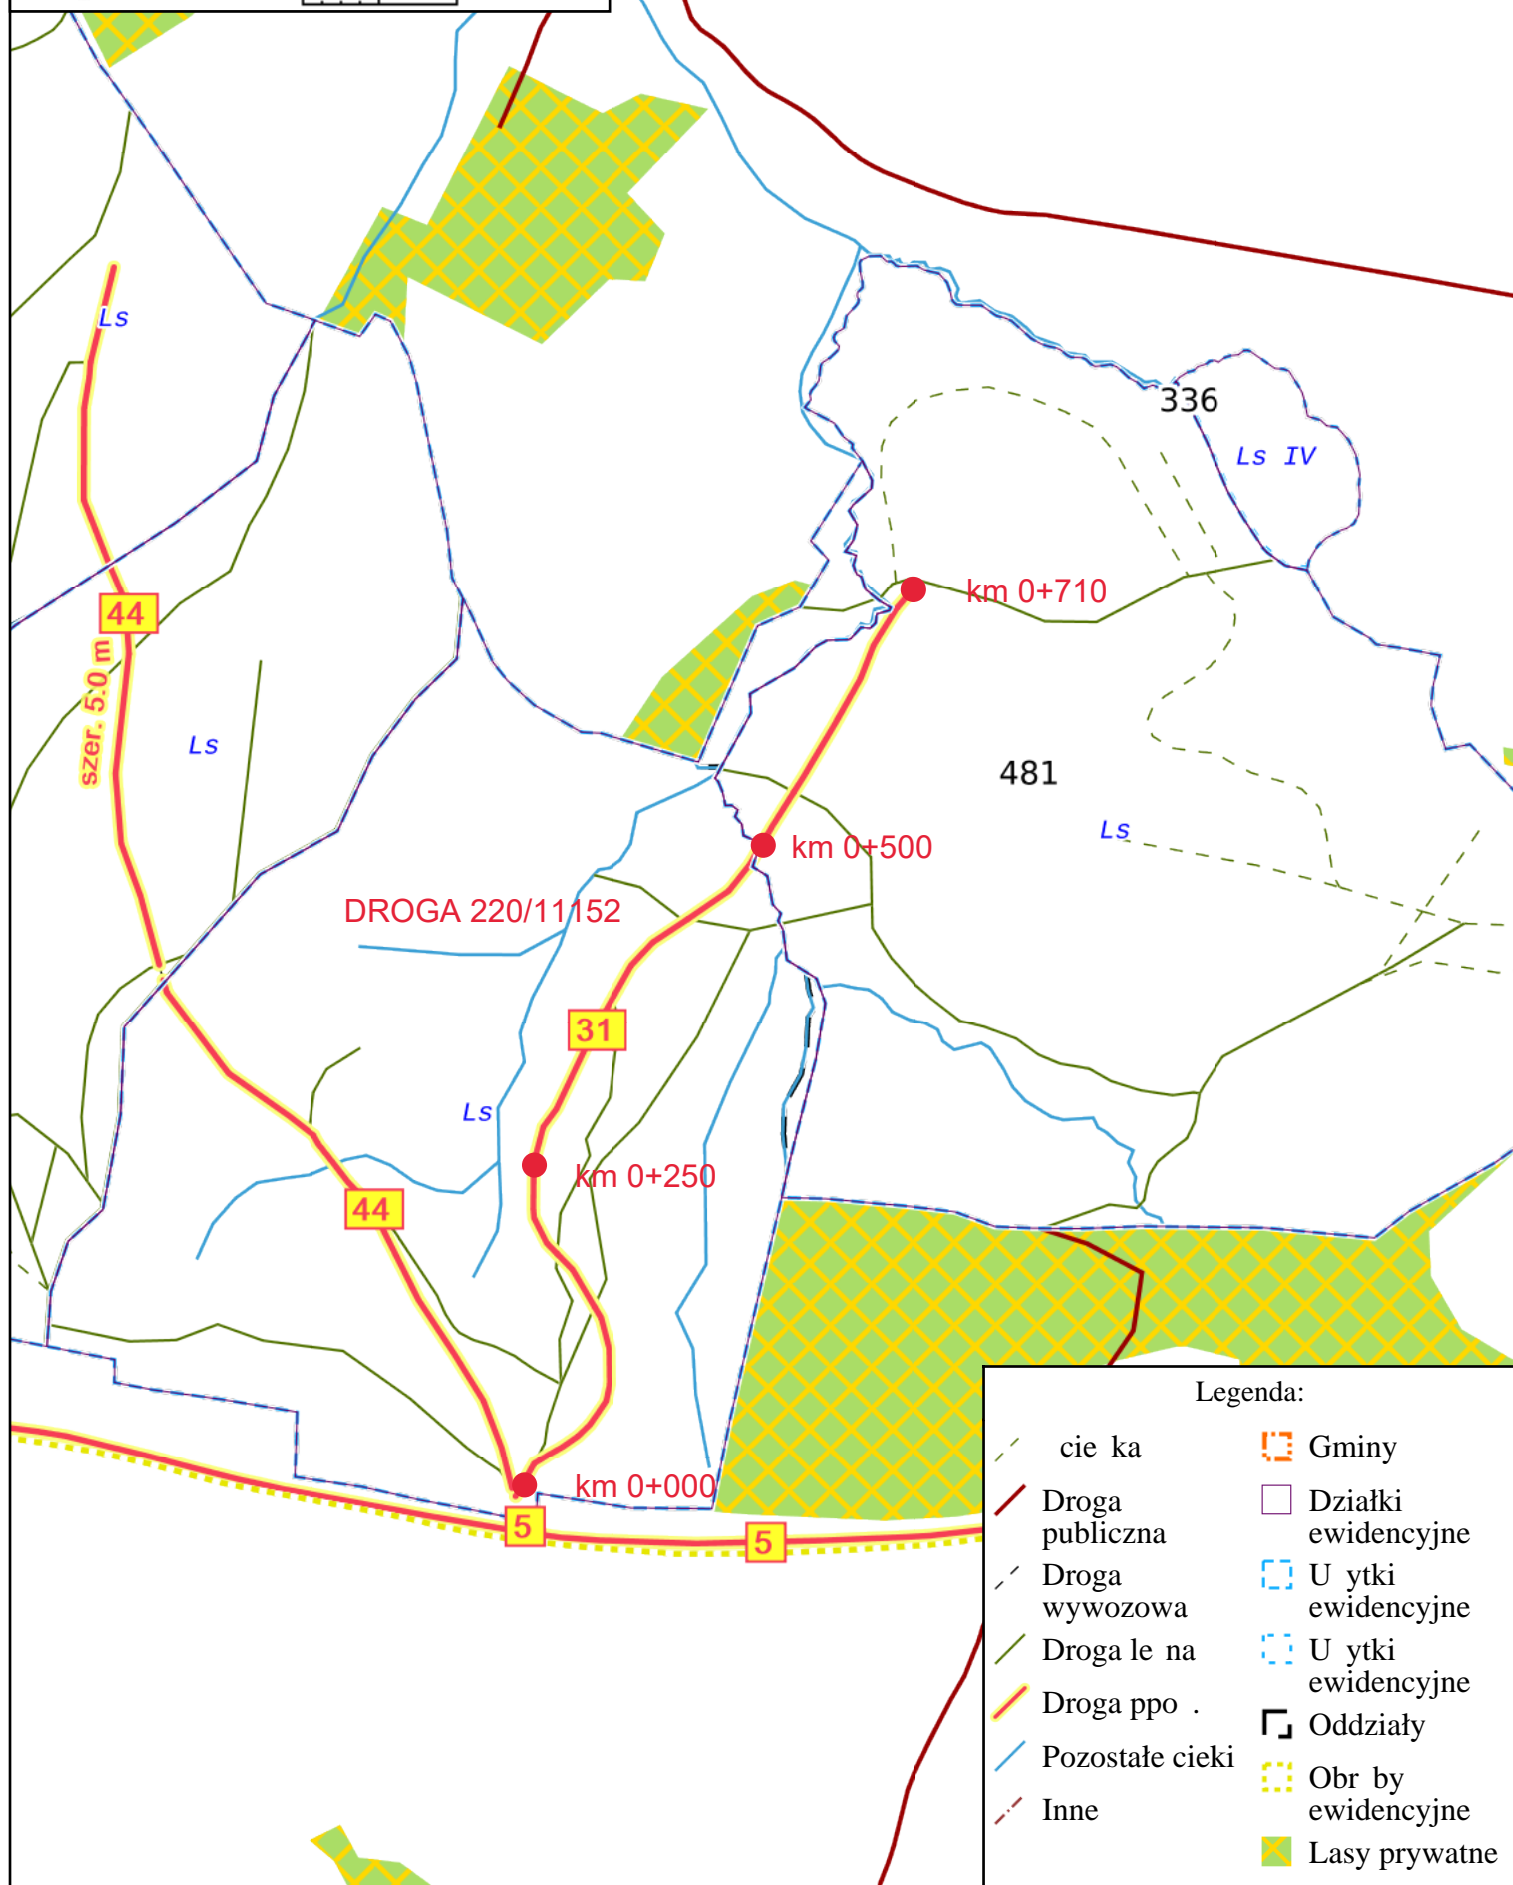 Ls
336
Ls IV
km 0+710
44
szer. 5.0 m
Ls
481
Ls
km 0+500
DROGA 220/11152
31
Ls
km 0+250
44
km 0+000
5
5
Legenda:
cie ka
Droga
publiczna
Droga
wywozowa
Droga le na
Droga ppo .
Pozostałe cieki
Inne
Gminy
Działki
ewidencyjne
U ytki
ewidencyjne
U ytki
ewidencyjne
Oddziały
Obr by
ewidencyjne
Lasy prywatne